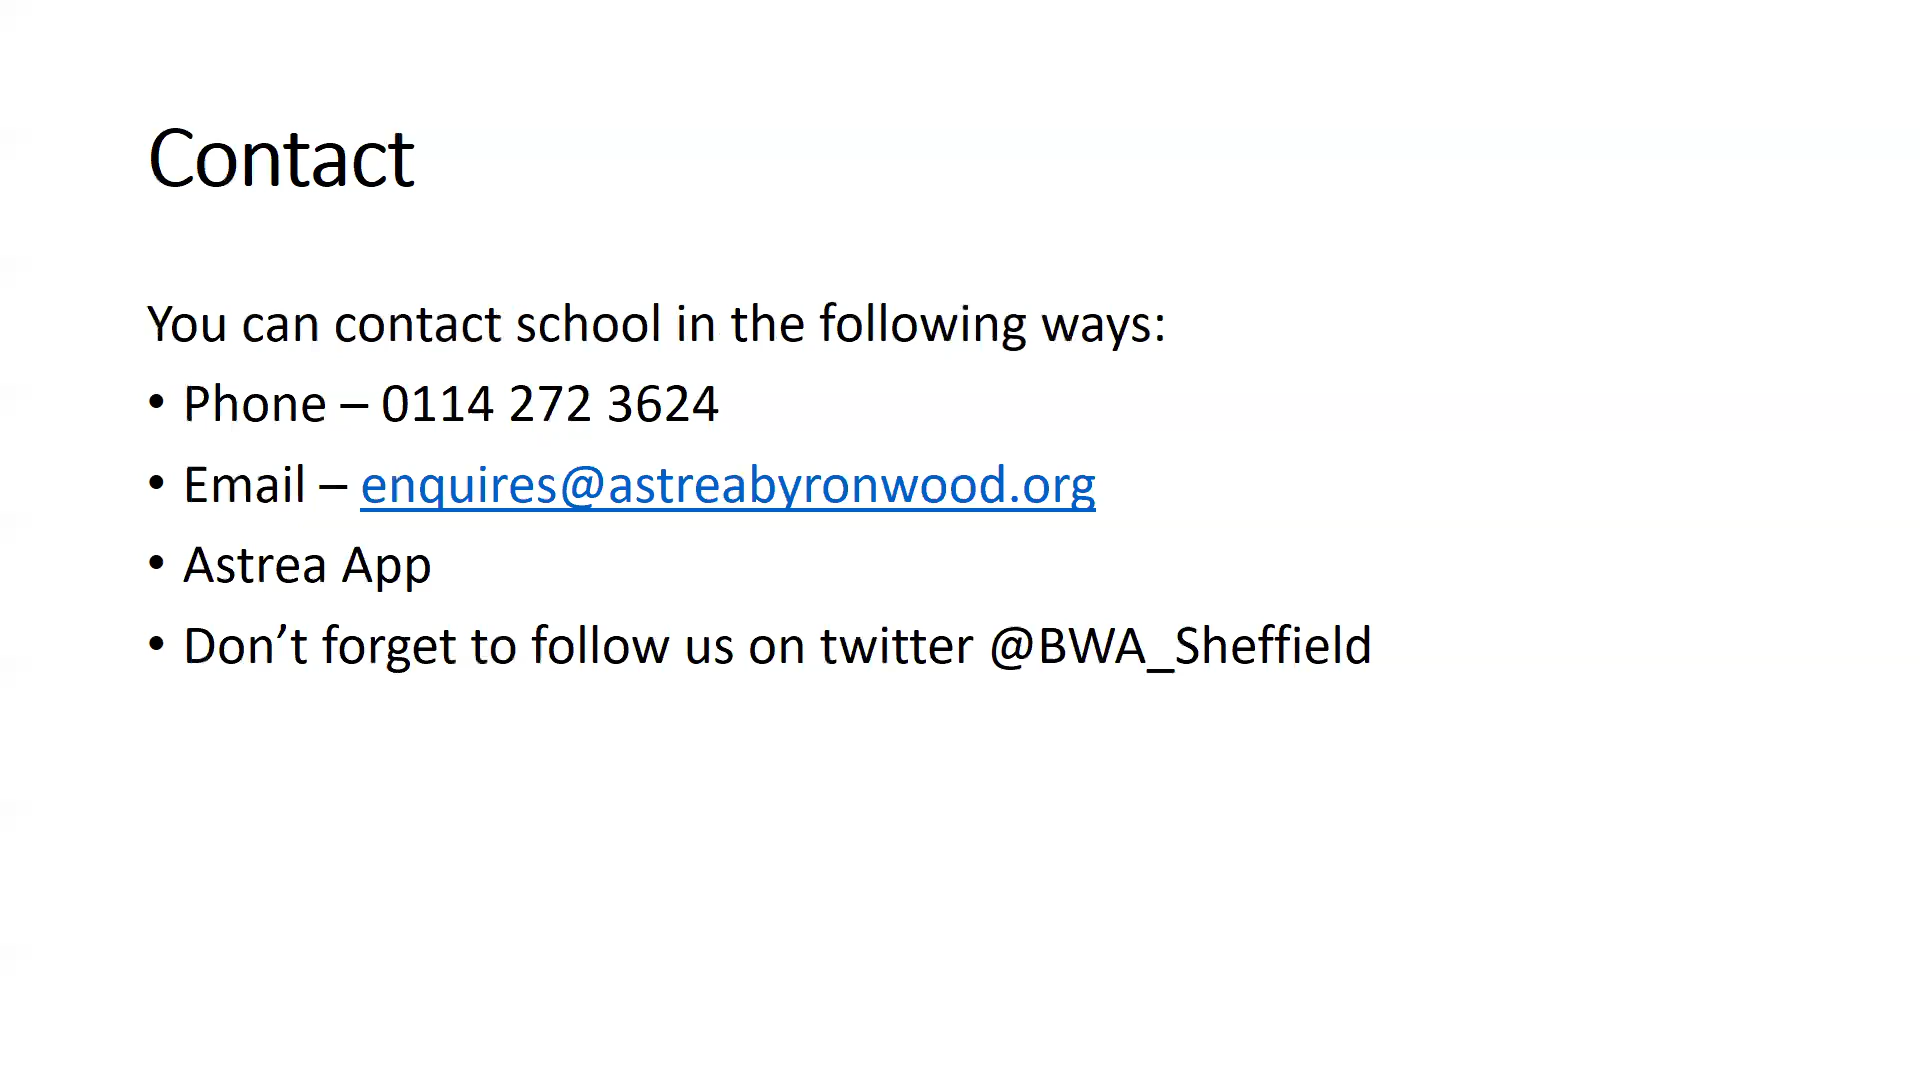 Contact
You can contact school in the following ways:
• Phone – 0114 272 3624
• Email – enquires@astreabyronwood.org
• Astrea App
• Don’t forget to follow us on twitter @BWA_Sheffield